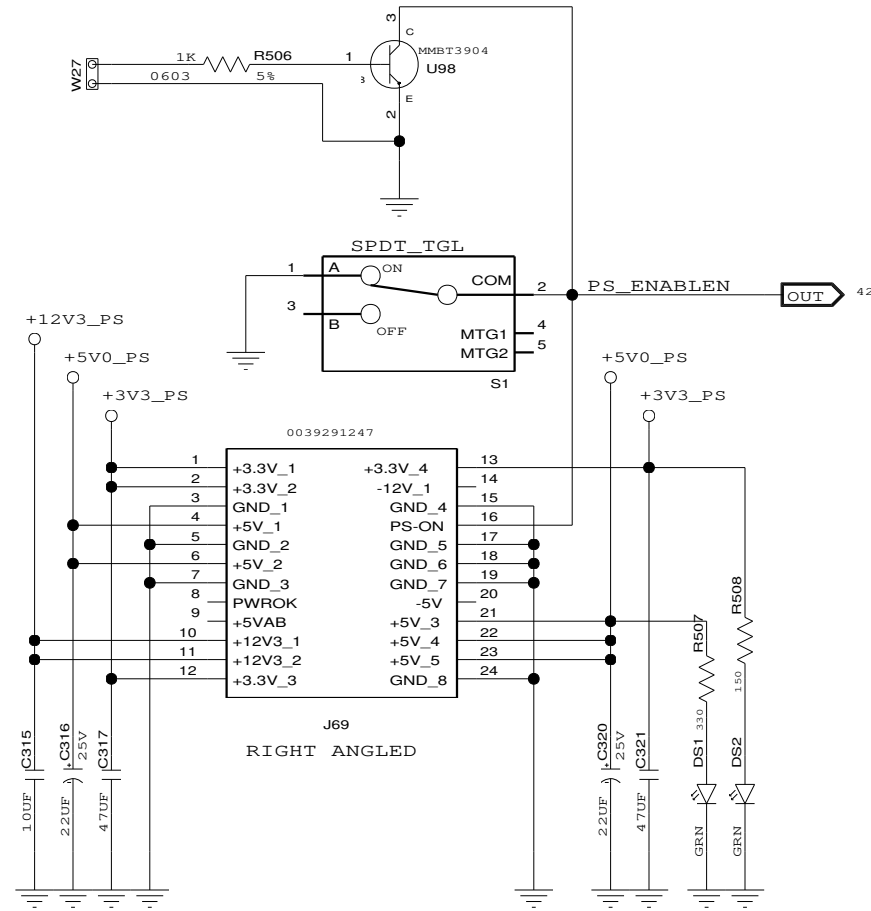 3
C
MMBT3904
1K R506 1
U98
W27
0603 5%
B
E
2
SPDT_TGL
1 A ON
COM 2 PS_ENABLEN
OUT 42
3 B OFF
MTG1 4
MTG2 5
S1
+12V3_PS
+5V0_PS
+3V3_PS
+5V0_PS
+3V3_PS
0039291247
1 +3.3V_1 +3.3V_4 13
2 +3.3V_2 -12V_1 14
3 GND_1 GND_4 15
4 +5V_1 PS-ON 16
5 GND_2 GND_5 17
6 +5V_2 GND_6 18
7 GND_3 GND_7 19
8 PWROK -5V 20
9 +5VAB +5V_3 21
10 +12V3_1 +5V_4 22
11 +12V3_2 +5V_5 23
12 +3.3V_3 GND_8 24
J69
RIGHT ANGLED
C315
10UF
C316
25V
+
-
22UF
C317
47UF
C320
25V
+
-
22UF
C321
47UF
R507
330
DS1
GRN
R508
150
DS2
GRN